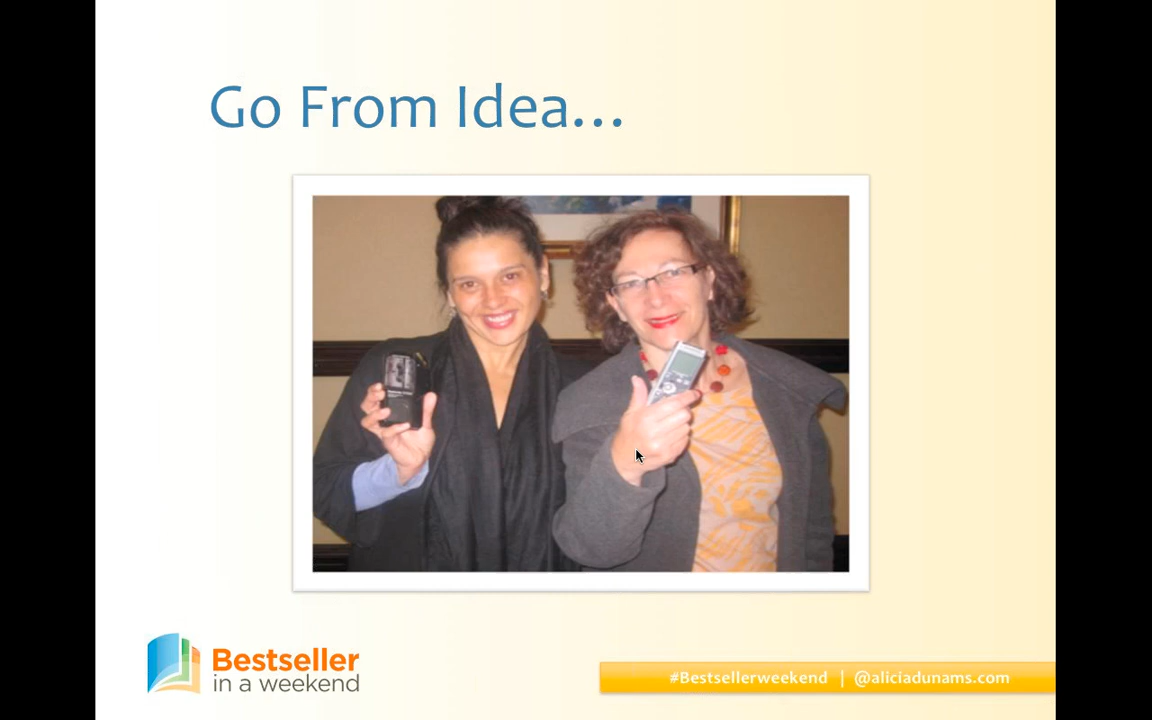 Go From Idea...
Bestseller
in a weekend
#Bestsellerweekend | @aliciadunams.com